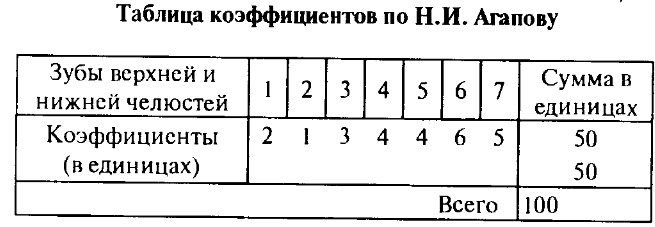 Таблица коэффициентов по Н.И. Агапову
Зубы верхней и нижней челюстей 1 2 3 4 5 6 7 Сумма в единицах
Коэффициенты (в единицах) 2 1 3 4 4 6 5 50 50
Всего 100